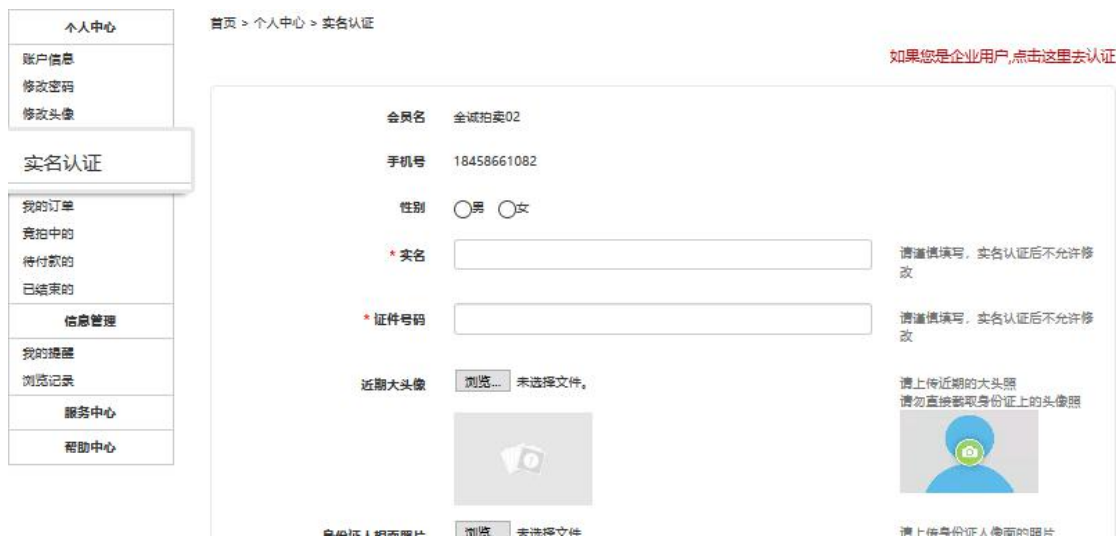 个人中心
账户信息
修改密码
修改头像
实名认证
我的订单
竞拍中的
待付款的
已结束的
信息管理
我的提醒
浏览记录
服务中心
帮助中心
首页 > 个人中心 > 实名认证
如果您是企业用户,点击这里去认证
会员名 全诚拍卖02
手机号 18458661082
性别 男 女
* 实名 请谨慎填写，实名认证后不允许修
改
* 证件号码 请谨慎填写，实名认证后不允许修
改
近期大头像 浏览... 未选择文件。 请上传近期的大头照
请勿直接截取身份证上的头像照
身份证人相面照片 浏览... 未选择文件 请上传身份证人像面的照片